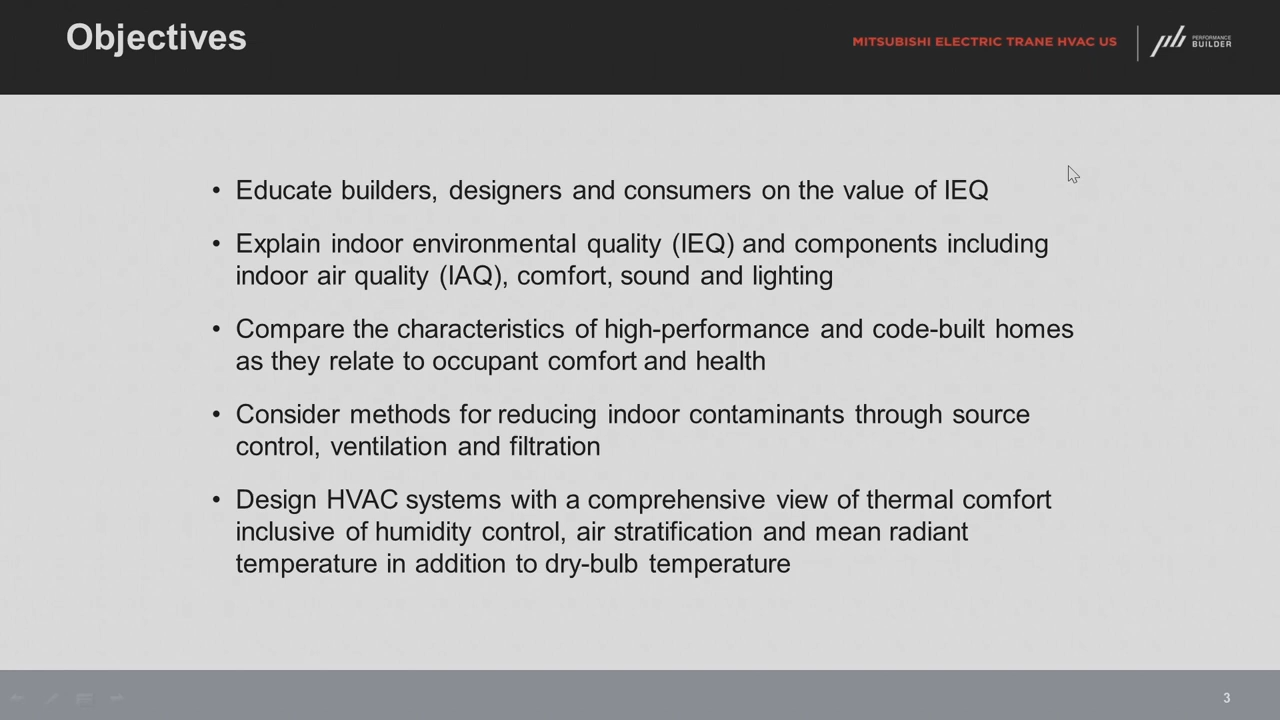 Objectives
MITSUBISHI ELECTRIC TRANE HVAC US
PERFORMANCE
BUILDER
• Educate builders, designers and consumers on the value of IEQ
• Explain indoor environmental quality (IEQ) and components including
indoor air quality (IAQ), comfort, sound and lighting
• Compare the characteristics of high-performance and code-built homes
as they relate to occupant comfort and health
• Consider methods for reducing indoor contaminants through source
control, ventilation and filtration
• Design HVAC systems with a comprehensive view of thermal comfort
inclusive of humidity control, air stratification and mean radiant
temperature in addition to dry-bulb temperature
3